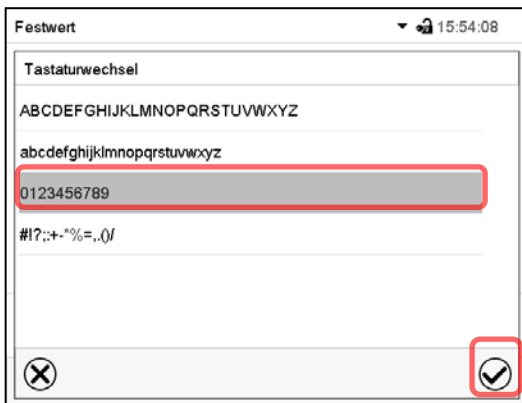 Festwert 15:54:08
Tastaturwechsel
ABCDEFGHIJKLMNOPQRSTUVWXYZ
abcdefghijklmnopqrstuvwxyz
0123456789
#!?;:+-*%=,.()/